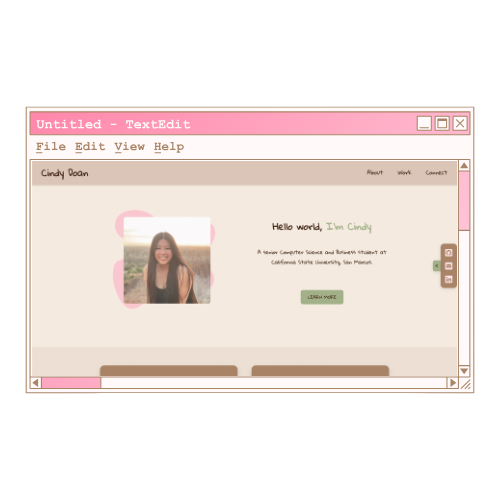 Untitled - TextEdit
File Edit View Help
Cindy Doan
About Work Connect
Hello world, I'm Cindy
A senior Computer Science and Business student at
California State University, San Marcos.
LEARN MORE